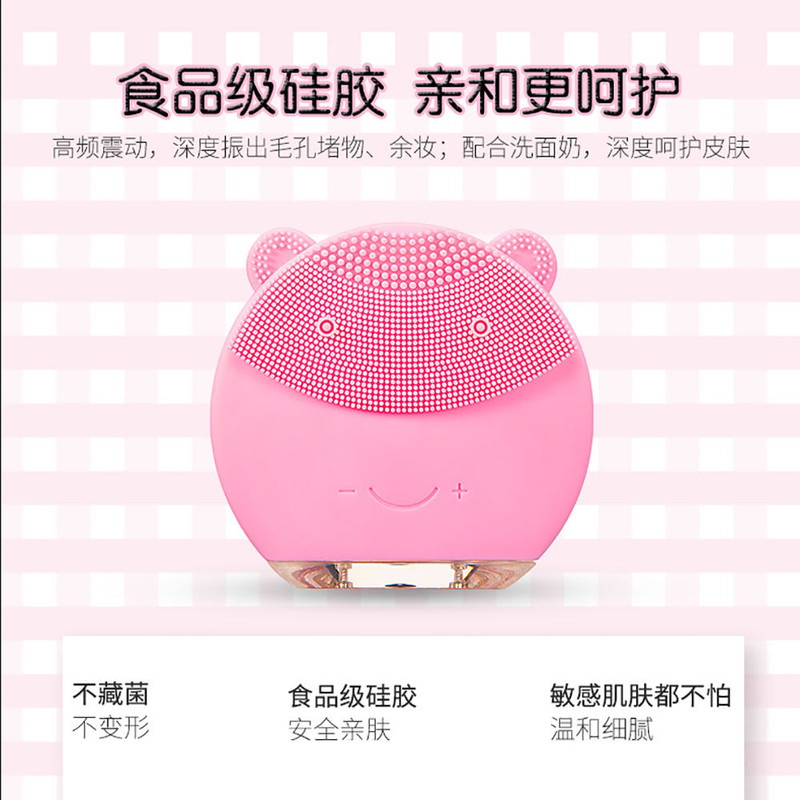 食品级硅胶 亲和更呵护
高频震动，深度振出毛孔堵物、余妆；配合洗面奶，深度呵护皮肤
− +
不藏菌 食品级硅胶 敏感肌肤都不怕
不变形 安全亲肤 温和细腻